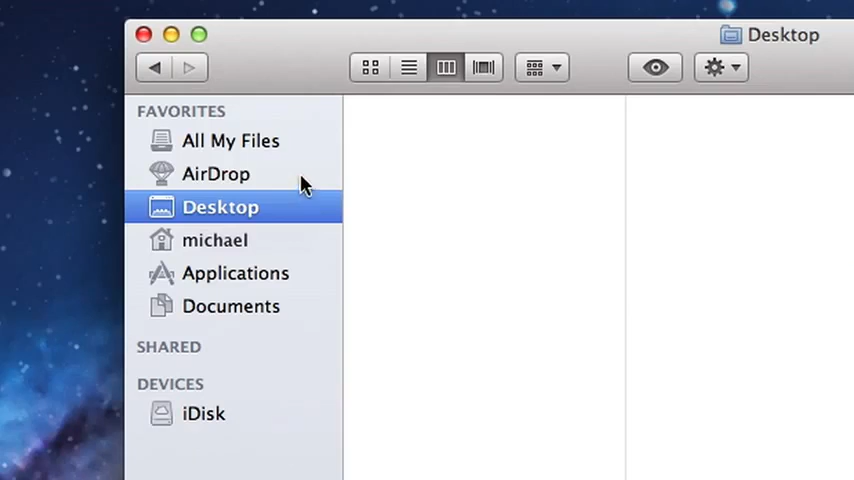 Desktop
FAVORITES
All My Files
AirDrop
Desktop
michael
Applications
Documents
SHARED
DEVICES
iDisk